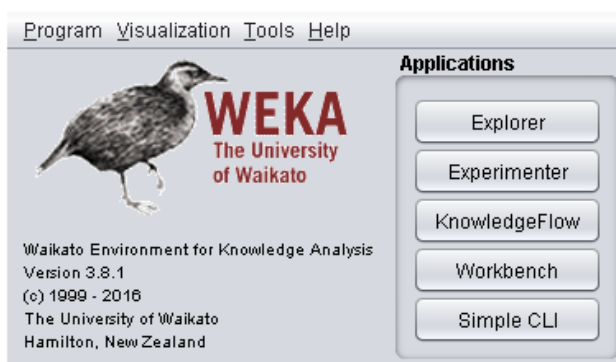 Program Visualization Tools Help
WEKA
The University
of Waikato
Waikato Environment for Knowledge Analysis
Version 3.8.1
(c) 1999 - 2016
The University of Waikato
Hamilton, New Zealand
Applications
Explorer
Experimenter
KnowledgeFlow
Workbench
Simple CLI